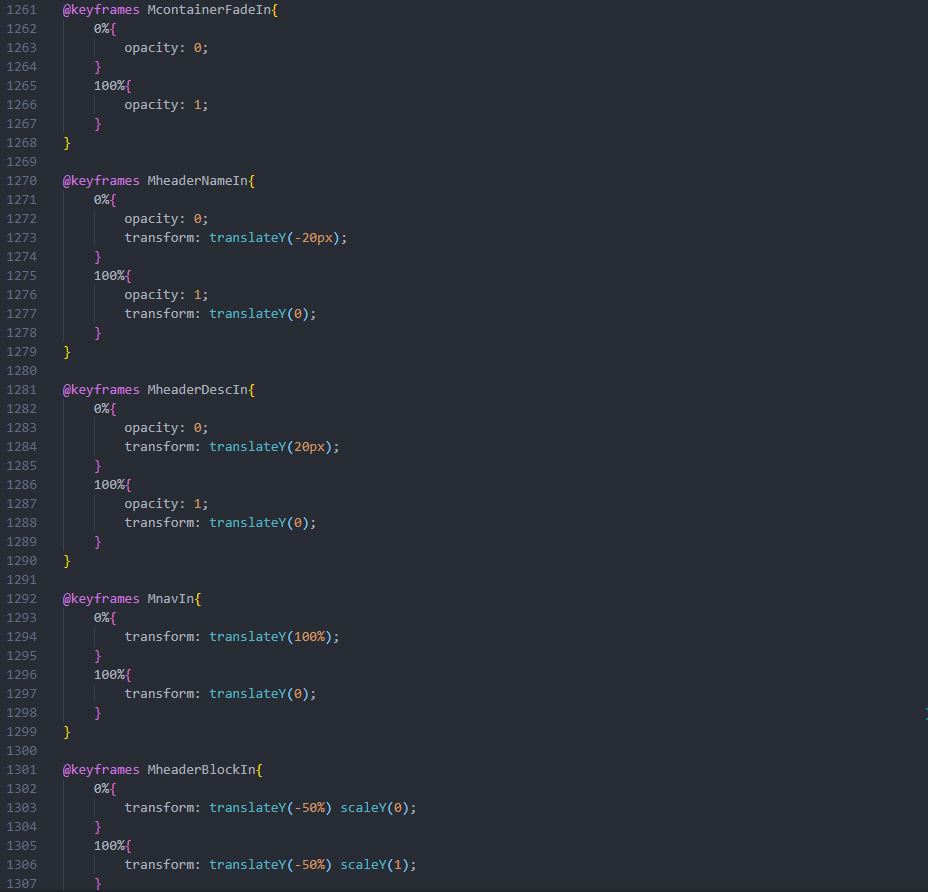 1261 @keyframes McontainerFadeIn{
1262 0%{
1263 opacity: 0;
1264 }
1265 100%{
1266 opacity: 1;
1267 }
1268 }
1269
1270 @keyframes MheaderNameIn{
1271 0%{
1272 opacity: 0;
1273 transform: translateY(-20px);
1274 }
1275 100%{
1276 opacity: 1;
1277 transform: translateY(0);
1278 }
1279 }
1280
1281 @keyframes MheaderDescIn{
1282 0%{
1283 opacity: 0;
1284 transform: translateY(20px);
1285 }
1286 100%{
1287 opacity: 1;
1288 transform: translateY(0);
1289 }
1290 }
1291
1292 @keyframes MnavIn{
1293 0%{
1294 transform: translateY(100%);
1295 }
1296 100%{
1297 transform: translateY(0);
1298 }
1299 }
1300
1301 @keyframes MheaderBlockIn{
1302 0%{
1303 transform: translateY(-50%) scaleY(0);
1304 }
1305 100%{
1306 transform: translateY(-50%) scaleY(1);
1307 }